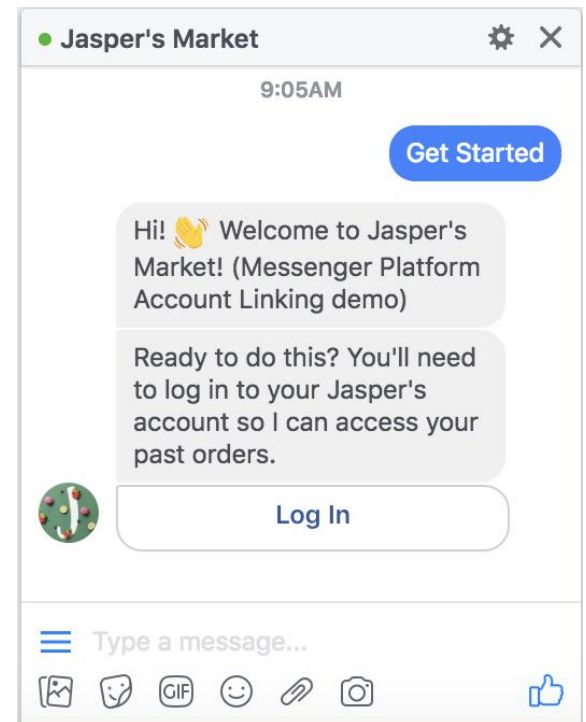 Jasper's Market
9:05AM
Get Started
Hi! 👋 Welcome to Jasper's
Market! (Messenger Platform
Account Linking demo)
Ready to do this? You'll need
to log in to your Jasper's
account so I can access your
past orders.
J
Log In
Type a message...
GIF